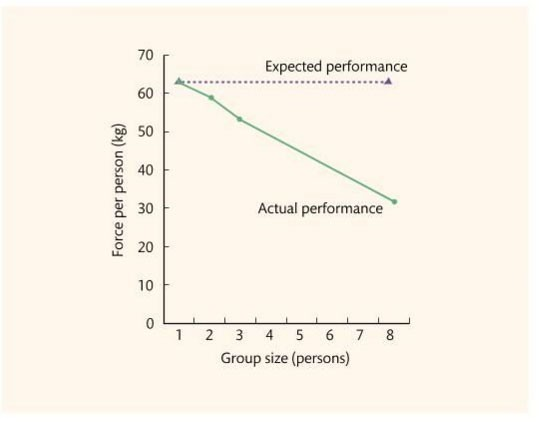 70
Expected performance
60
50
40
30
Actual performance
20
10
0
1 2 3 4 5 6 7 8
Force per person (kg)
Group size (persons)